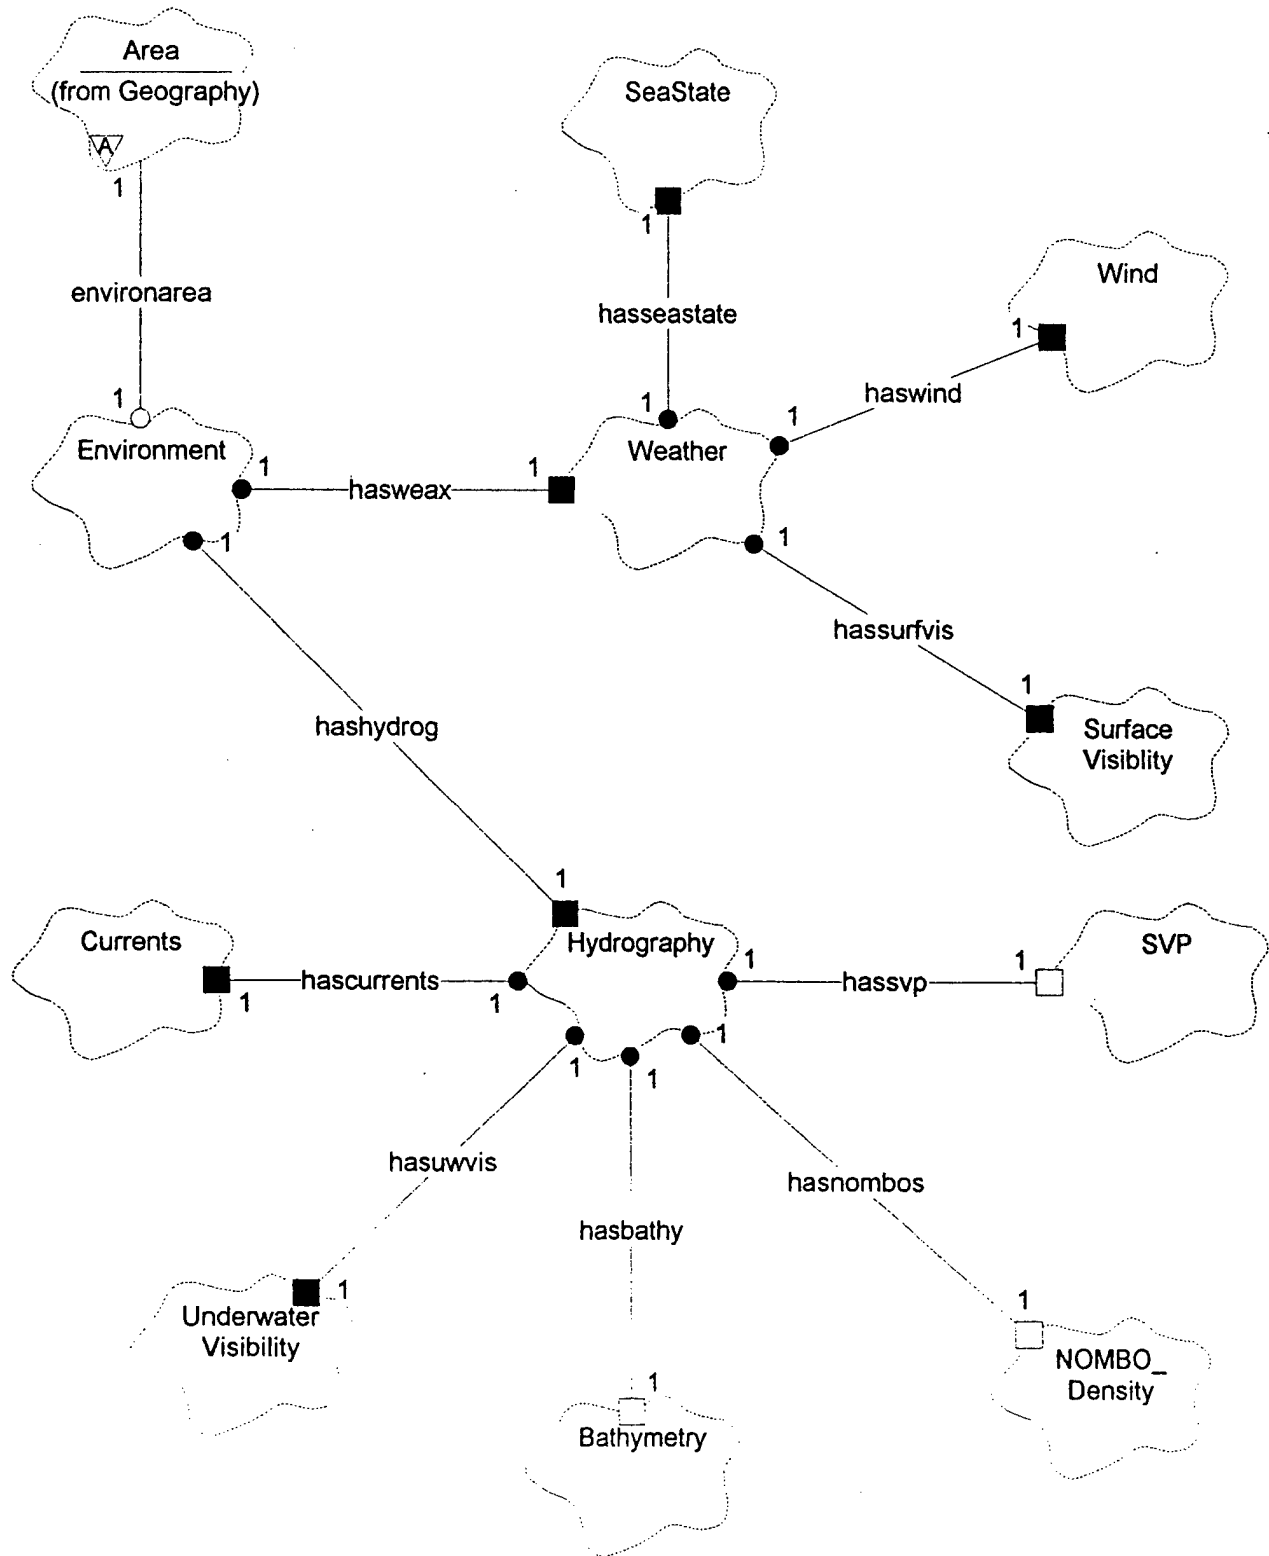 Area
(from Geography)
A
1
SeaState
1
environarea
hasseastate
Wind
1
haswind
1
1
1
Environment
1
hasweax
1
Weather
1
1
hassurfvis
1
Surface
Visiblity
hashydrog
1
Currents
1
hascurrents
1
Hydrography
1
hassvp
1
SVP
1
1
1
hasuwvis
hasbathy
hasnombos
1
Underwater
Visibility
1
Bathymetry
1
NOMBO_
Density